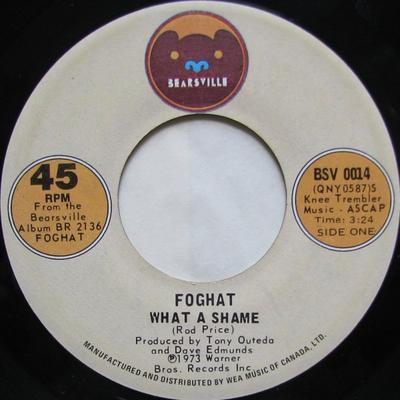 BEARSVILLE
45
RPM
From the
Bearsville
Album BR 2136
FOGHAT
BSV 0014
(QNY0587)S
Knee Trembler
Music - ASCAP
Time: 3:24
SIDE ONE
FOGHAT
WHAT A SHAME
(Rod Price)
Produced by Tony Outeda
and Dave Edmunds
Ⓟ1973 Warner
Bros. Records Inc
MANUFACTURED AND DISTRIBUTED BY WEA MUSIC OF CANADA, LTD.